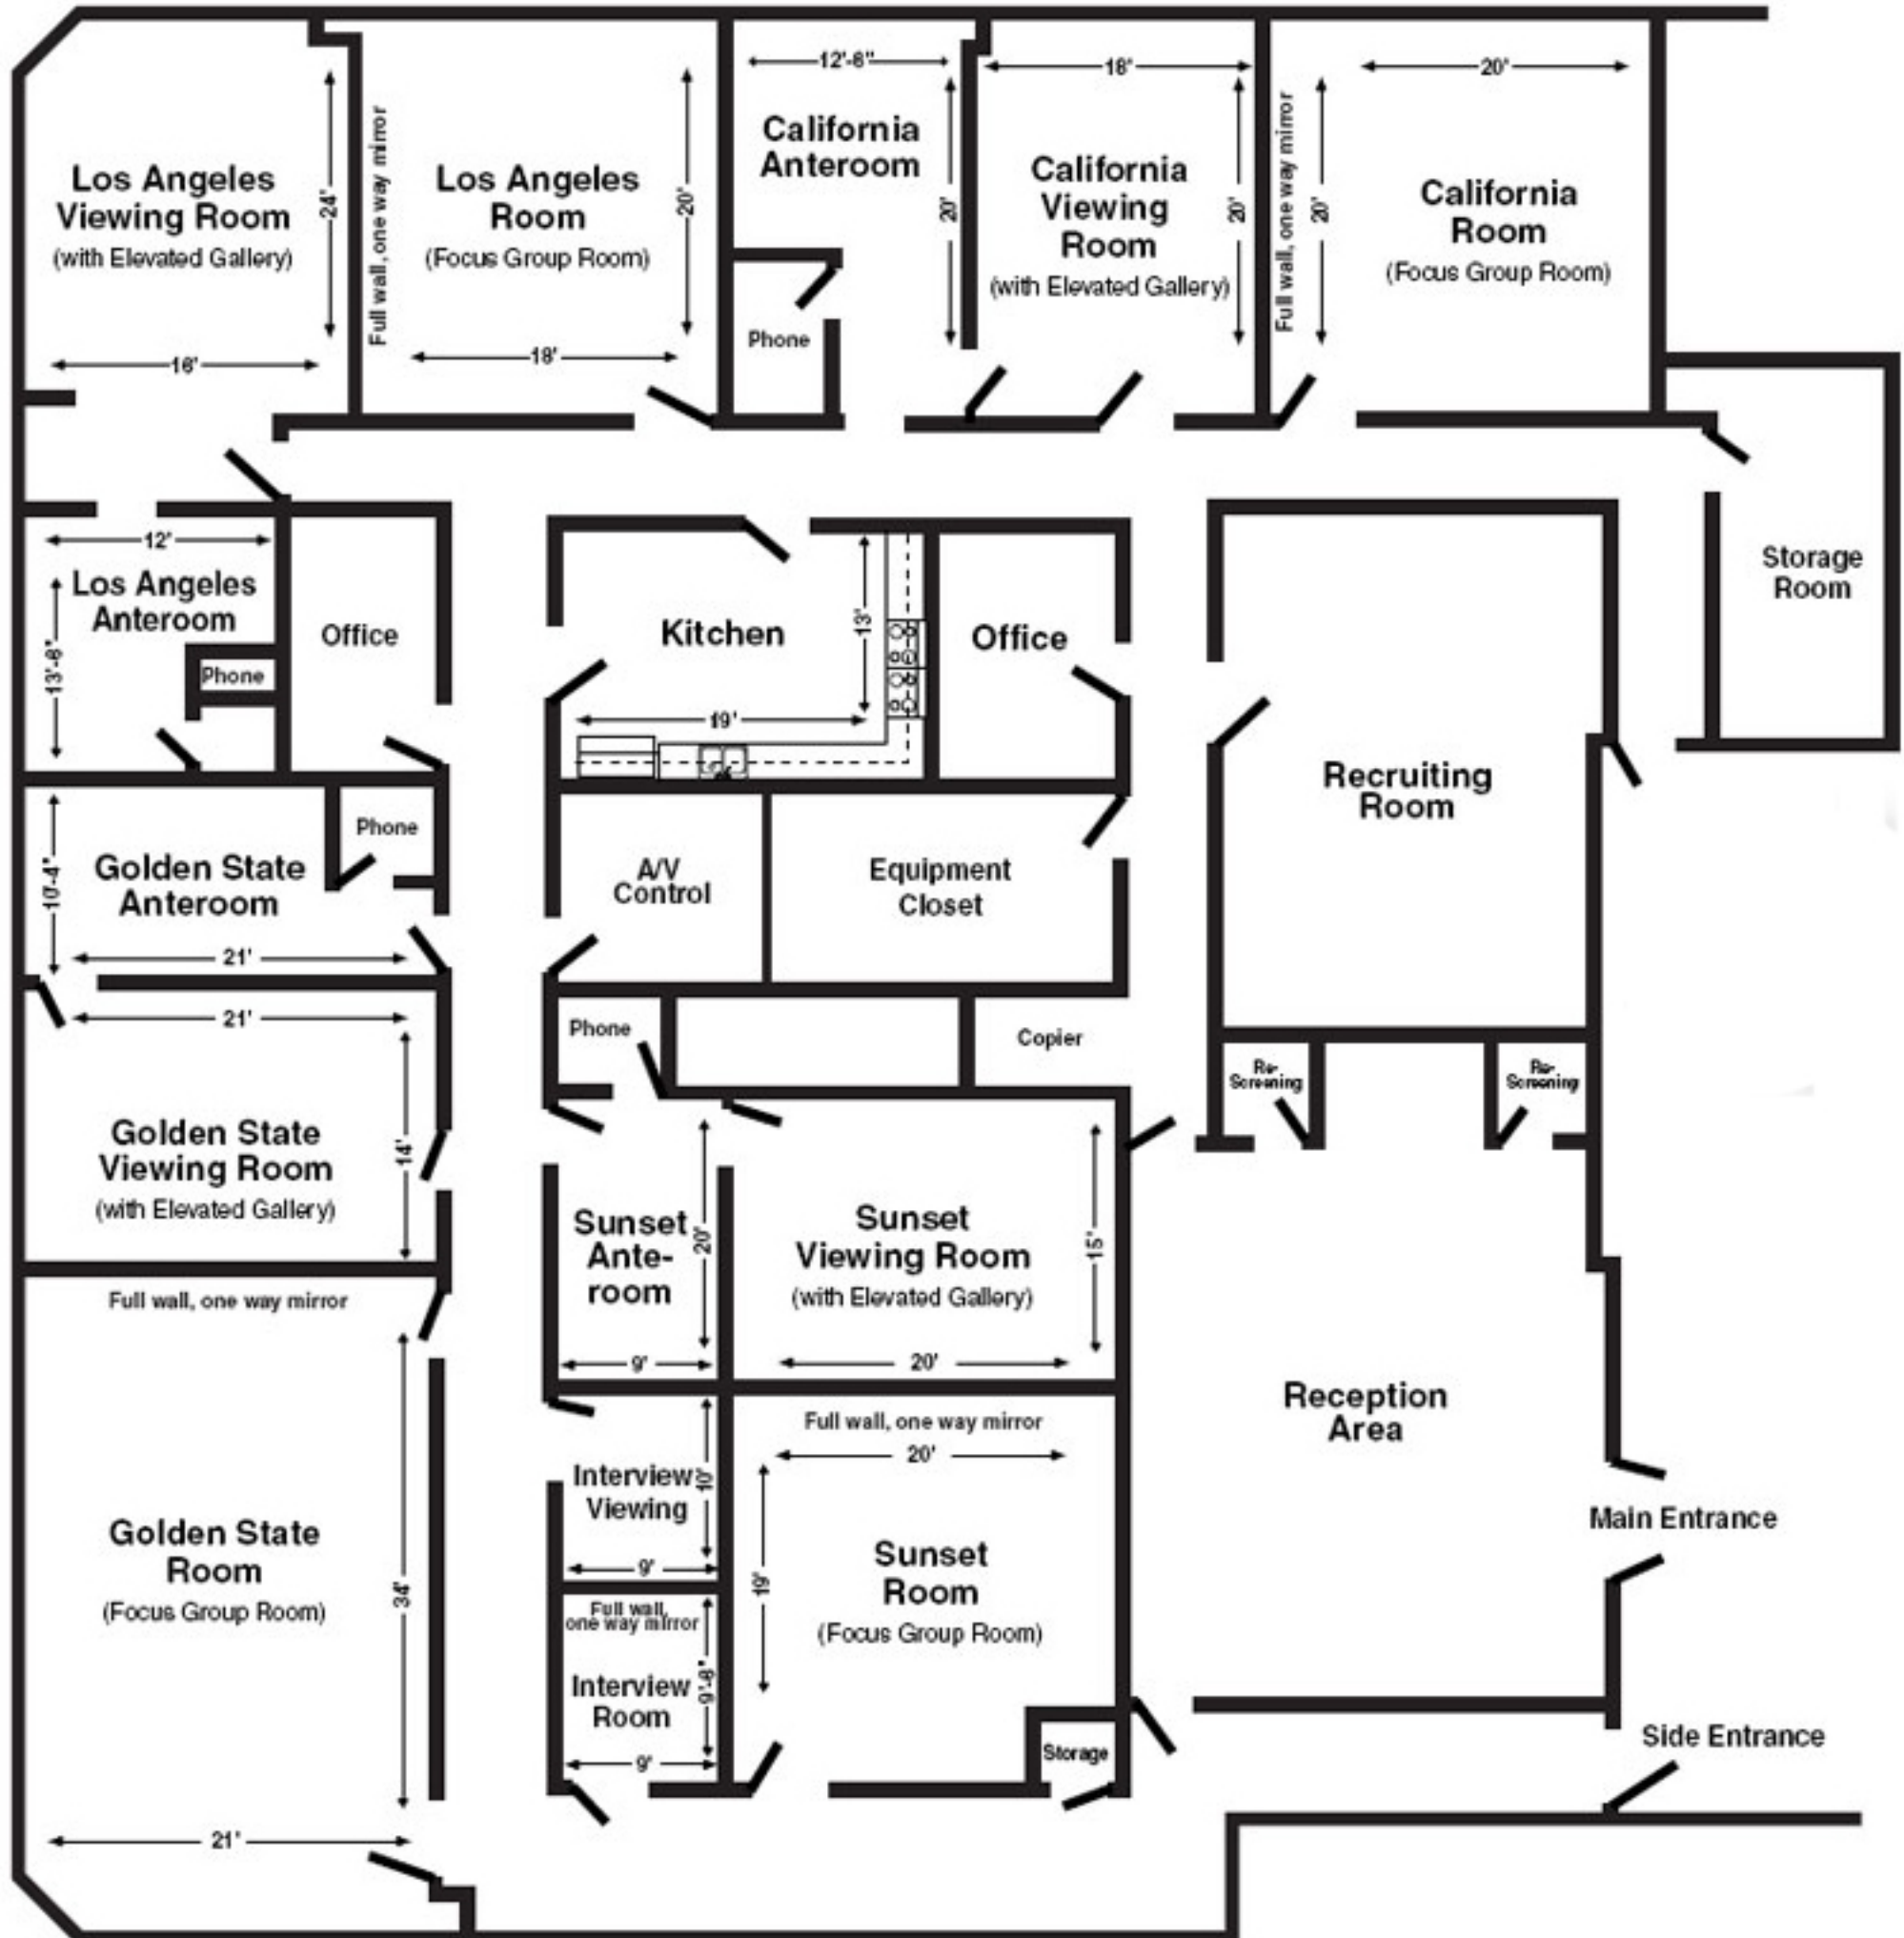 Los Angeles
Viewing Room
(with Elevated Gallery)
24'
16'
Full wall, one way mirror
Los Angeles
Room
(Focus Group Room)
20'
18'
12'-6"
California
Anteroom
20'
Phone
18'
California
Viewing
Room
(with Elevated Gallery)
20'
Full wall, one way mirror
20'
20'
California
Room
(Focus Group Room)
12'
Los Angeles
Anteroom
13'-6"
Phone
Office
Kitchen
13'
19'
Office
Recruiting
Room
Storage
Room
10'-4"
Golden State
Anteroom
21'
Phone
A/V
Control
Equipment
Closet
21'
Golden State
Viewing Room
(with Elevated Gallery)
14'
Phone
Copier
Re-
Screening
Re-
Screening
Sunset
Ante-
room
20'
9'
Sunset
Viewing Room
(with Elevated Gallery)
15'
20'
Full wall, one way mirror
Golden State
Room
(Focus Group Room)
34'
21'
Interview
Viewing
10'
9'
Full wall,
one way mirror
Interview
Room
9'-8"
9'
Full wall, one way mirror
20'
19'
Sunset
Room
(Focus Group Room)
Storage
Reception
Area
Main Entrance
Side Entrance